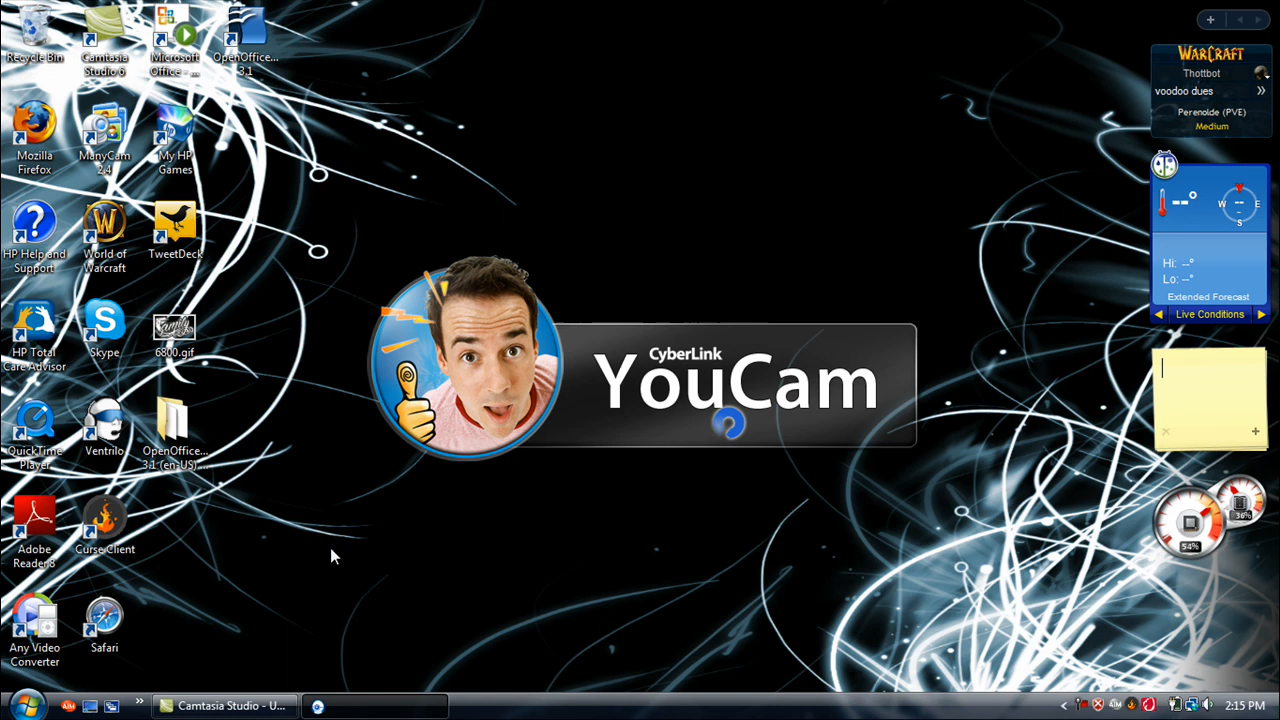 Recycle Bin
Camtasia
Studio 6
Microsoft
Office - ...
OpenOffice...
3.1
Mozilla
Firefox
ManyCam
2.4
My HP
Games
HP Help and
Support
World of
Warcraft
TweetDeck
HP Total
Care Advisor
Skype
Family
6800.gif
QuickTime
Player
Ventrilo
OpenOffice...
3.1 (en-US) ...
Adobe
Reader 8
Curse Client
Any Video
Converter
Safari
CyberLink
YouCam
WARCRAFT
Thottbot
voodoo dues
Perenolde (PVE)
Medium
--°
W -- E
S
Hi: --°
Lo: --°
Extended Forecast
Live Conditions
36%
54%
AIM
Camtasia Studio - U...
AIM
2:15 PM